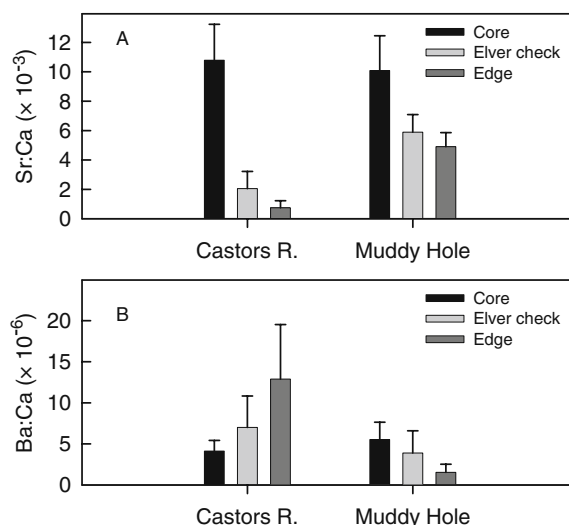 A
Core
Elver check
Edge
Sr:Ca (× 10⁻³)
12
10
8
6
4
2
0
Castors R. Muddy Hole
B
Core
Elver check
Edge
Ba:Ca (× 10⁻⁶)
20
15
10
5
0
Castors R. Muddy Hole